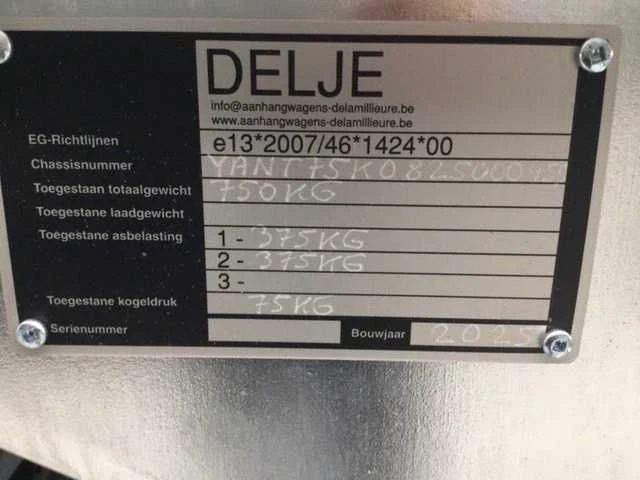 DELJE
info@aanhangwagens-delamillieure.be
www.aanhangwagens-delamillieure.be
EG-Richtlijnen e13*2007/46*1424*00
Chassisnummer
Toegestaan totaalgewicht 750KG
Toegestane laadgewicht
Toegestane asbelasting 1 - 375KG
2 - 375KG
3 -
Toegestane kogeldruk 75KG
Serienummer Bouwjaar 2025